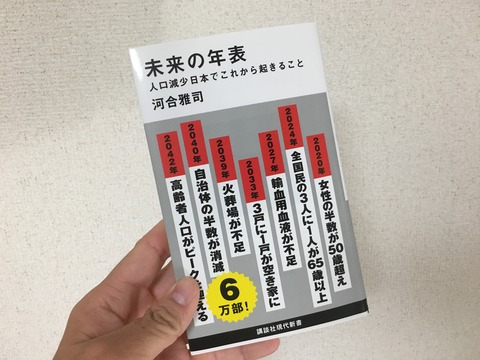 未来の年表
人口減少日本でこれから起きること
河合雅司
2020年 女性の半数が50歳超え
2024年 全国民の3人に1人が65歳以上
2027年 輸血用血液が不足
2033年 3戸に1戸が空き家に
2039年 火葬場が不足
2040年 自治体の半数が消滅
2042年 高齢者人口がピークを迎える
6
万部！
講談社現代新書